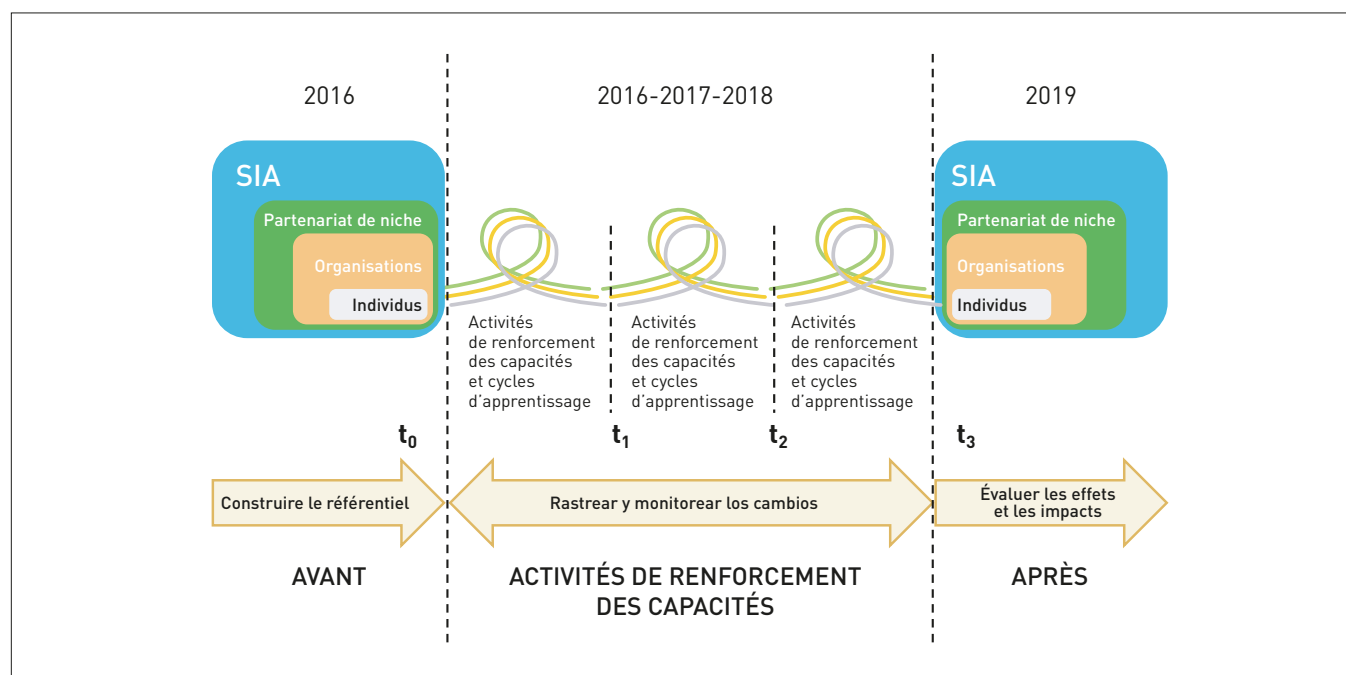 2016
2016-2017-2018
2019
SIA
Partenariat de niche
Organisations
Individus
SIA
Partenariat de niche
Organisations
Individus
Activités
de renforcement
des capacités
et cycles
d'apprentissage
Activités
de renforcement
des capacités
et cycles
d'apprentissage
Activités
de renforcement
des capacités
et cycles
d'apprentissage
t₀
t₁
t₂
t₃
Construire le référentiel
Rastrear y monitorear los cambios
Évaluer les effets
et les impacts
AVANT
ACTIVITÉS DE RENFORCEMENT
DES CAPACITÉS
APRÈS